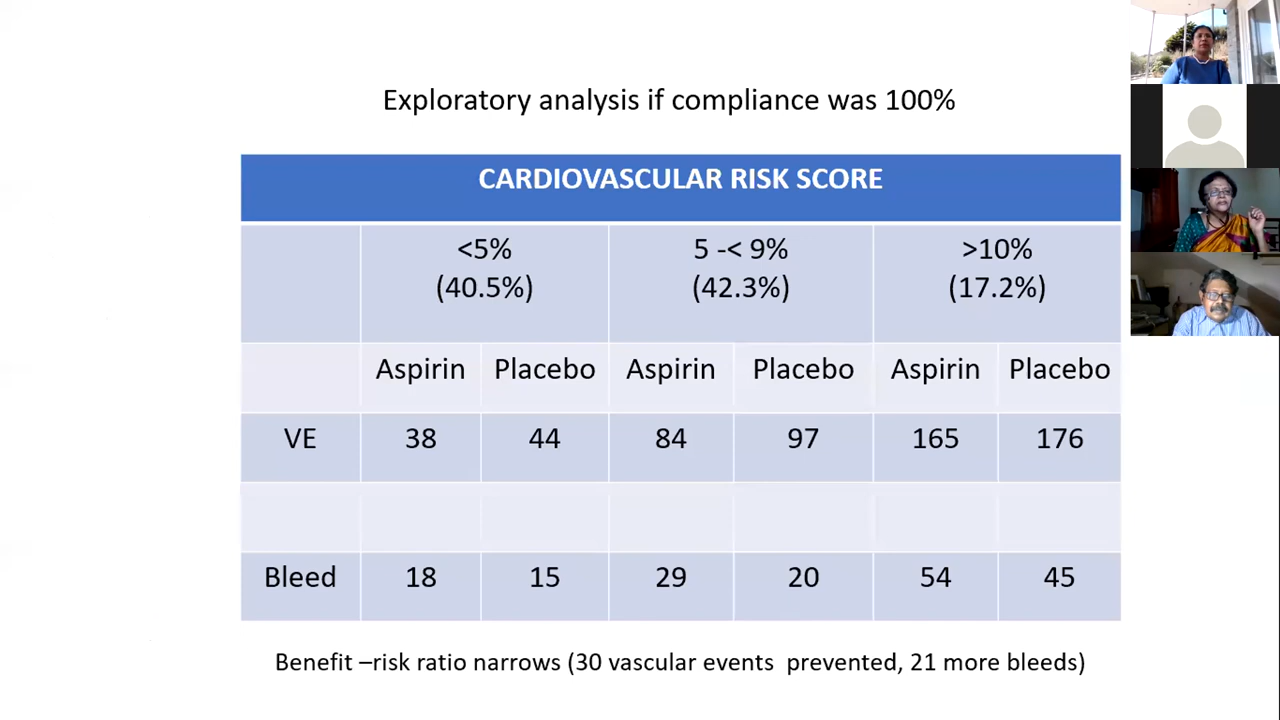 Exploratory analysis if compliance was 100%
CARDIOVASCULAR RISK SCORE
<5% 5 -< 9% >10%
(40.5%) (42.3%) (17.2%)
Aspirin Placebo Aspirin Placebo Aspirin Placebo
VE 38 44 84 97 165 176
Bleed 18 15 29 20 54 45
Benefit –risk ratio narrows (30 vascular events prevented, 21 more bleeds)